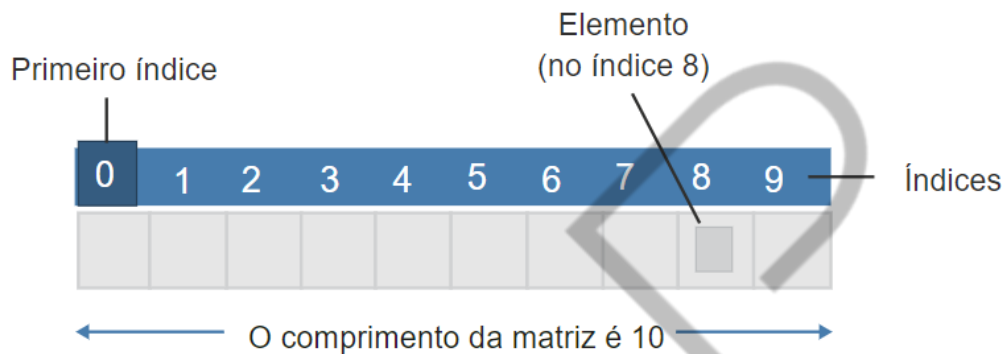 Elemento
(no índice 8)
Primeiro índice
0 1 2 3 4 5 6 7 8 9
Índices
O comprimento da matriz é 10